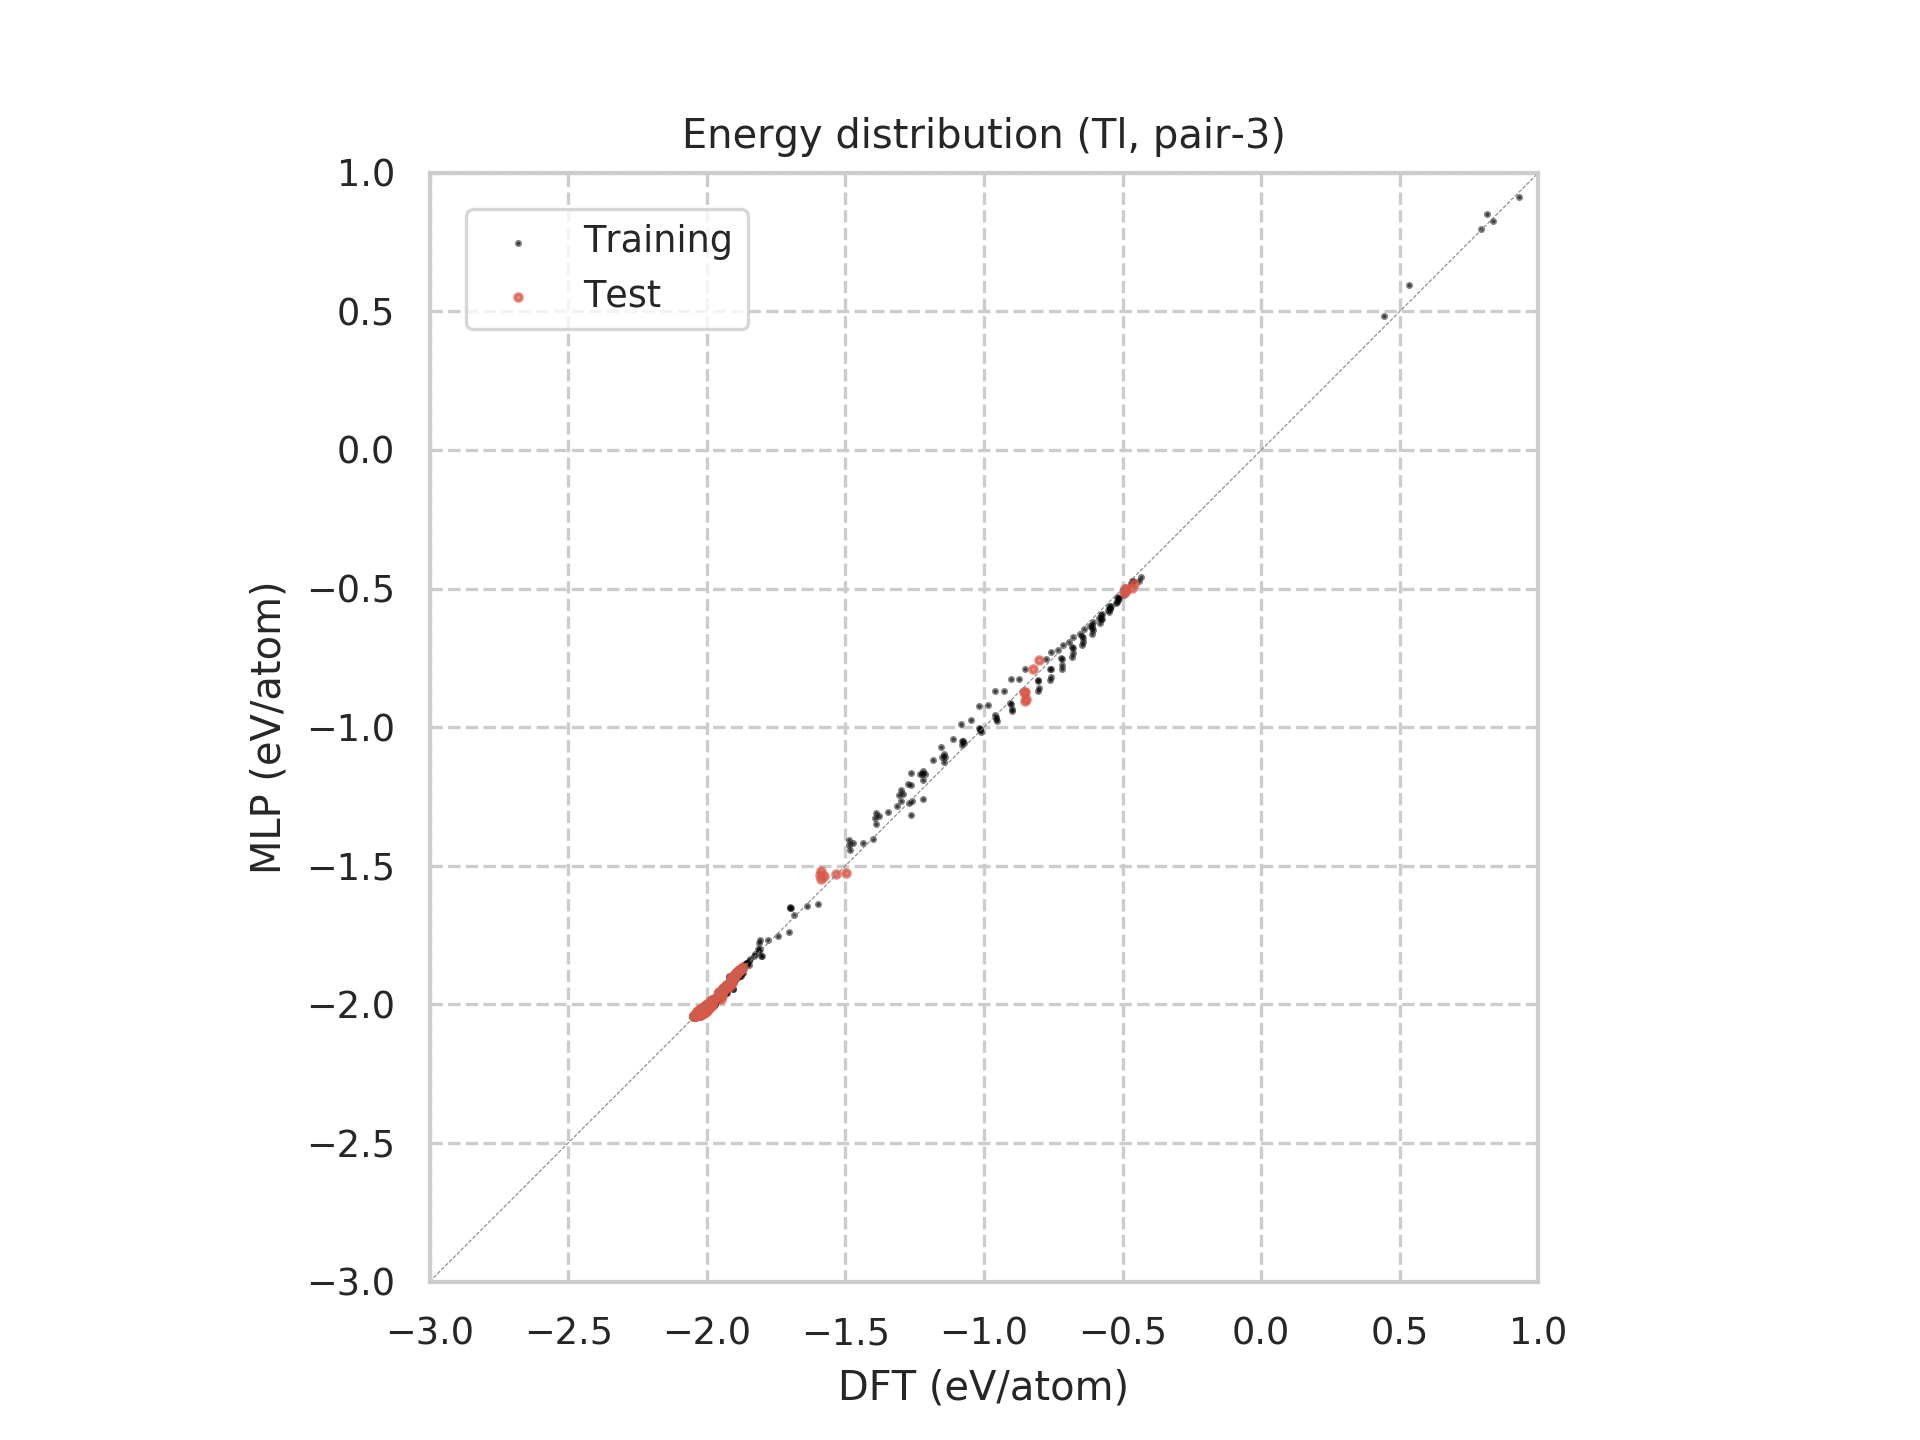 Energy distribution (Tl, pair-3)
Training
Test
1.0
0.5
0.0
−0.5
−1.0
−1.5
−2.0
−2.5
−3.0
MLP (eV/atom)
−3.0 −2.5 −2.0 −1.5 −1.0 −0.5 0.0 0.5 1.0
DFT (eV/atom)